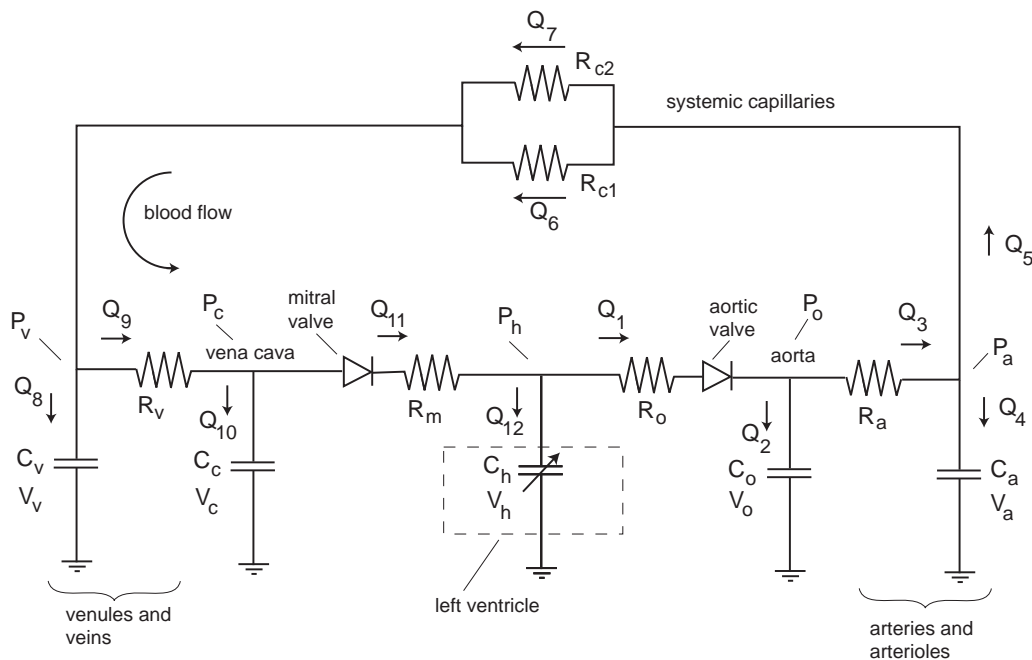 Q7
Rc2
systemic capillaries
Rc1
Q6
blood flow
Q5
Pv
Q9
Pc
mitral
valve
Q11
Ph
Q1
aortic
valve
Po
Q3
vena cava
aorta
Pa
Q8
Rv
Q10
Rm
Q12
Ro
Q2
Ra
Q4
Cv
Vv
Cc
Vc
Ch
Vh
Co
Vo
Ca
Va
venules and
veins
left ventricle
arteries and
arterioles